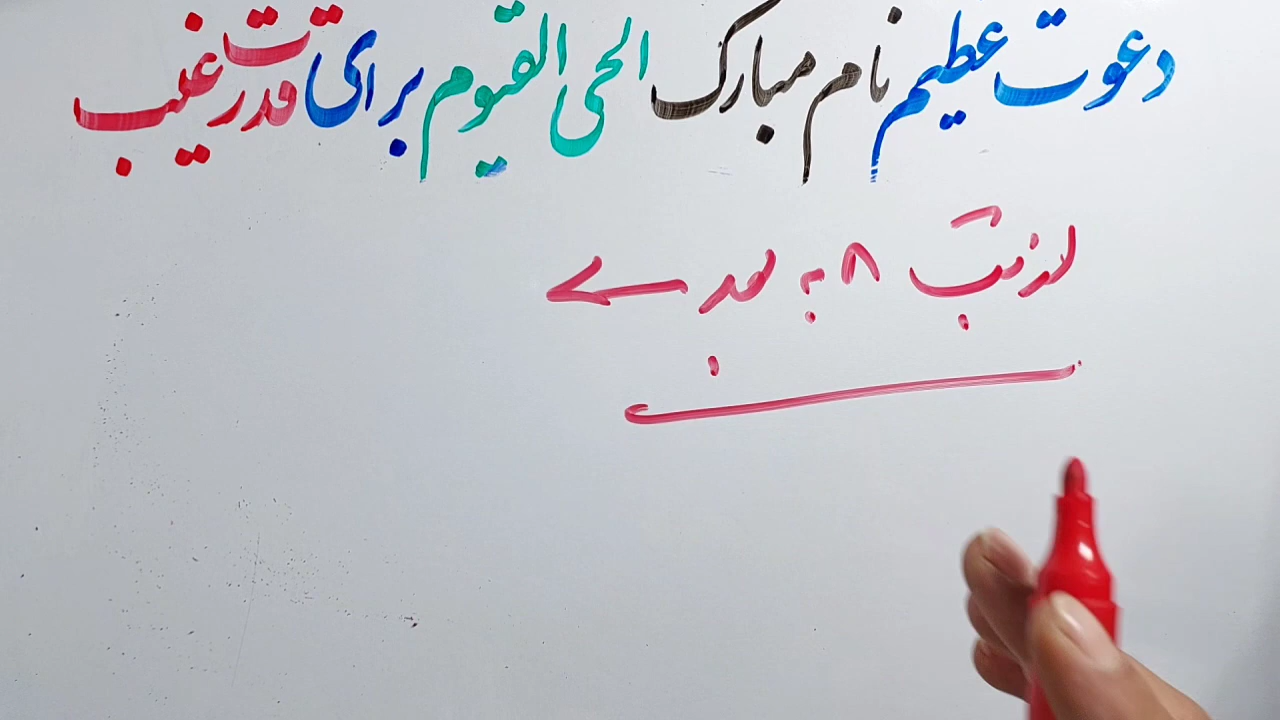 دعوت عظیم نام مبارک الحی القیوم برای قدرت غیب
از شب ۸ به بعد